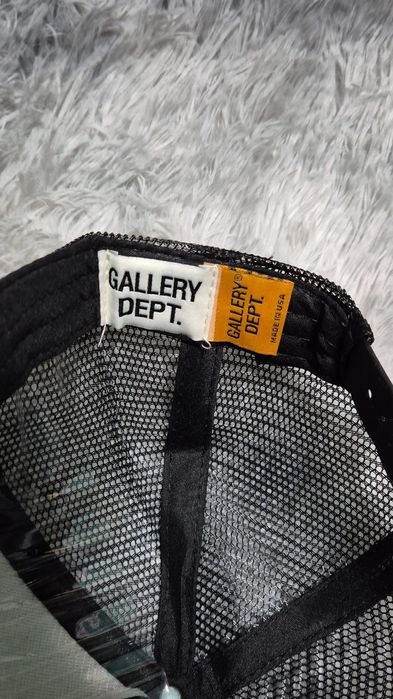 GALLERY
DEPT.
GALLERY®
DEPT.
MADE IN USA